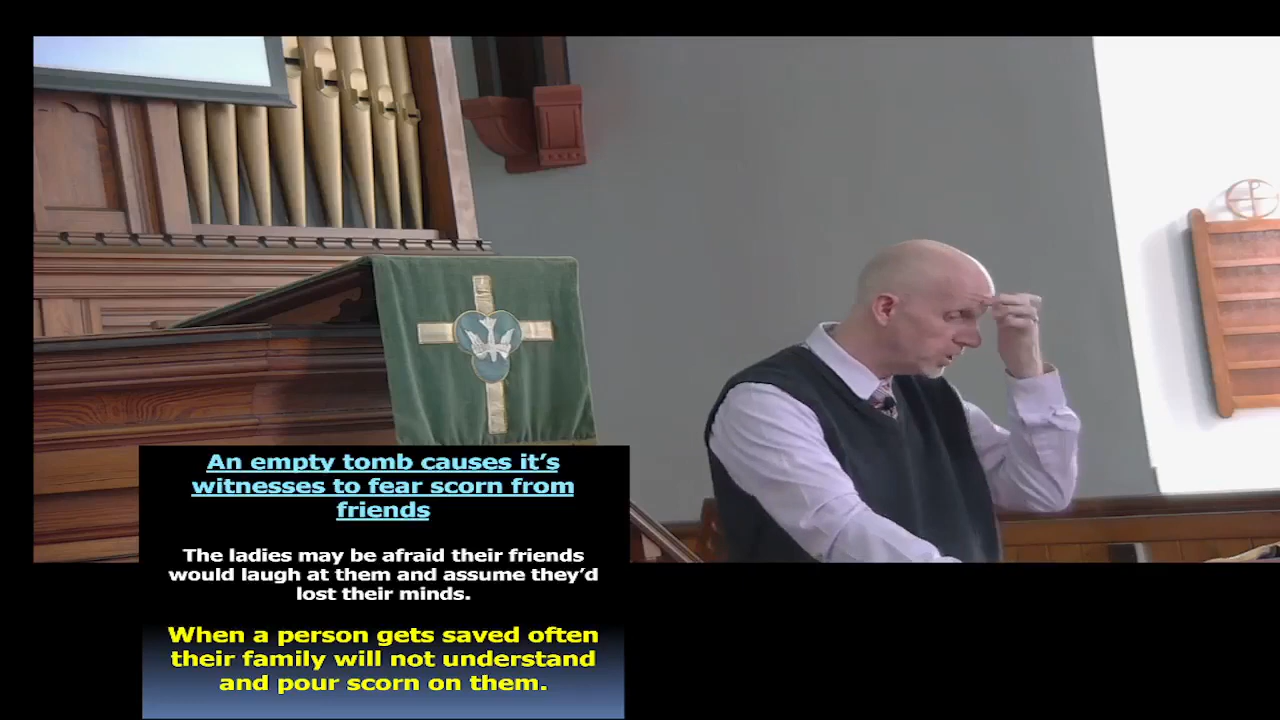 An empty tomb causes it’s
witnesses to fear scorn from
friends
The ladies may be afraid their friends
would laugh at them and assume they’d
lost their minds.
When a person gets saved often
their family will not understand
and pour scorn on them.